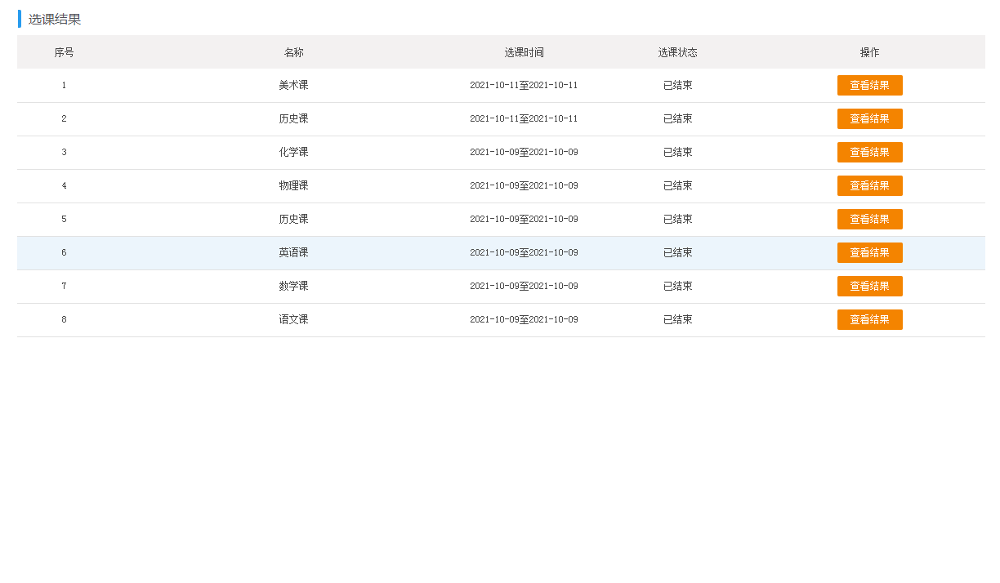 选课结果
序号 名称 选课时间 选课状态 操作
1 美术课 2021-10-11至2021-10-11 已结束 查看结果
2 历史课 2021-10-11至2021-10-11 已结束 查看结果
3 化学课 2021-10-09至2021-10-09 已结束 查看结果
4 物理课 2021-10-09至2021-10-09 已结束 查看结果
5 历史课 2021-10-09至2021-10-09 已结束 查看结果
6 英语课 2021-10-09至2021-10-09 已结束 查看结果
7 数学课 2021-10-09至2021-10-09 已结束 查看结果
8 语文课 2021-10-09至2021-10-09 已结束 查看结果